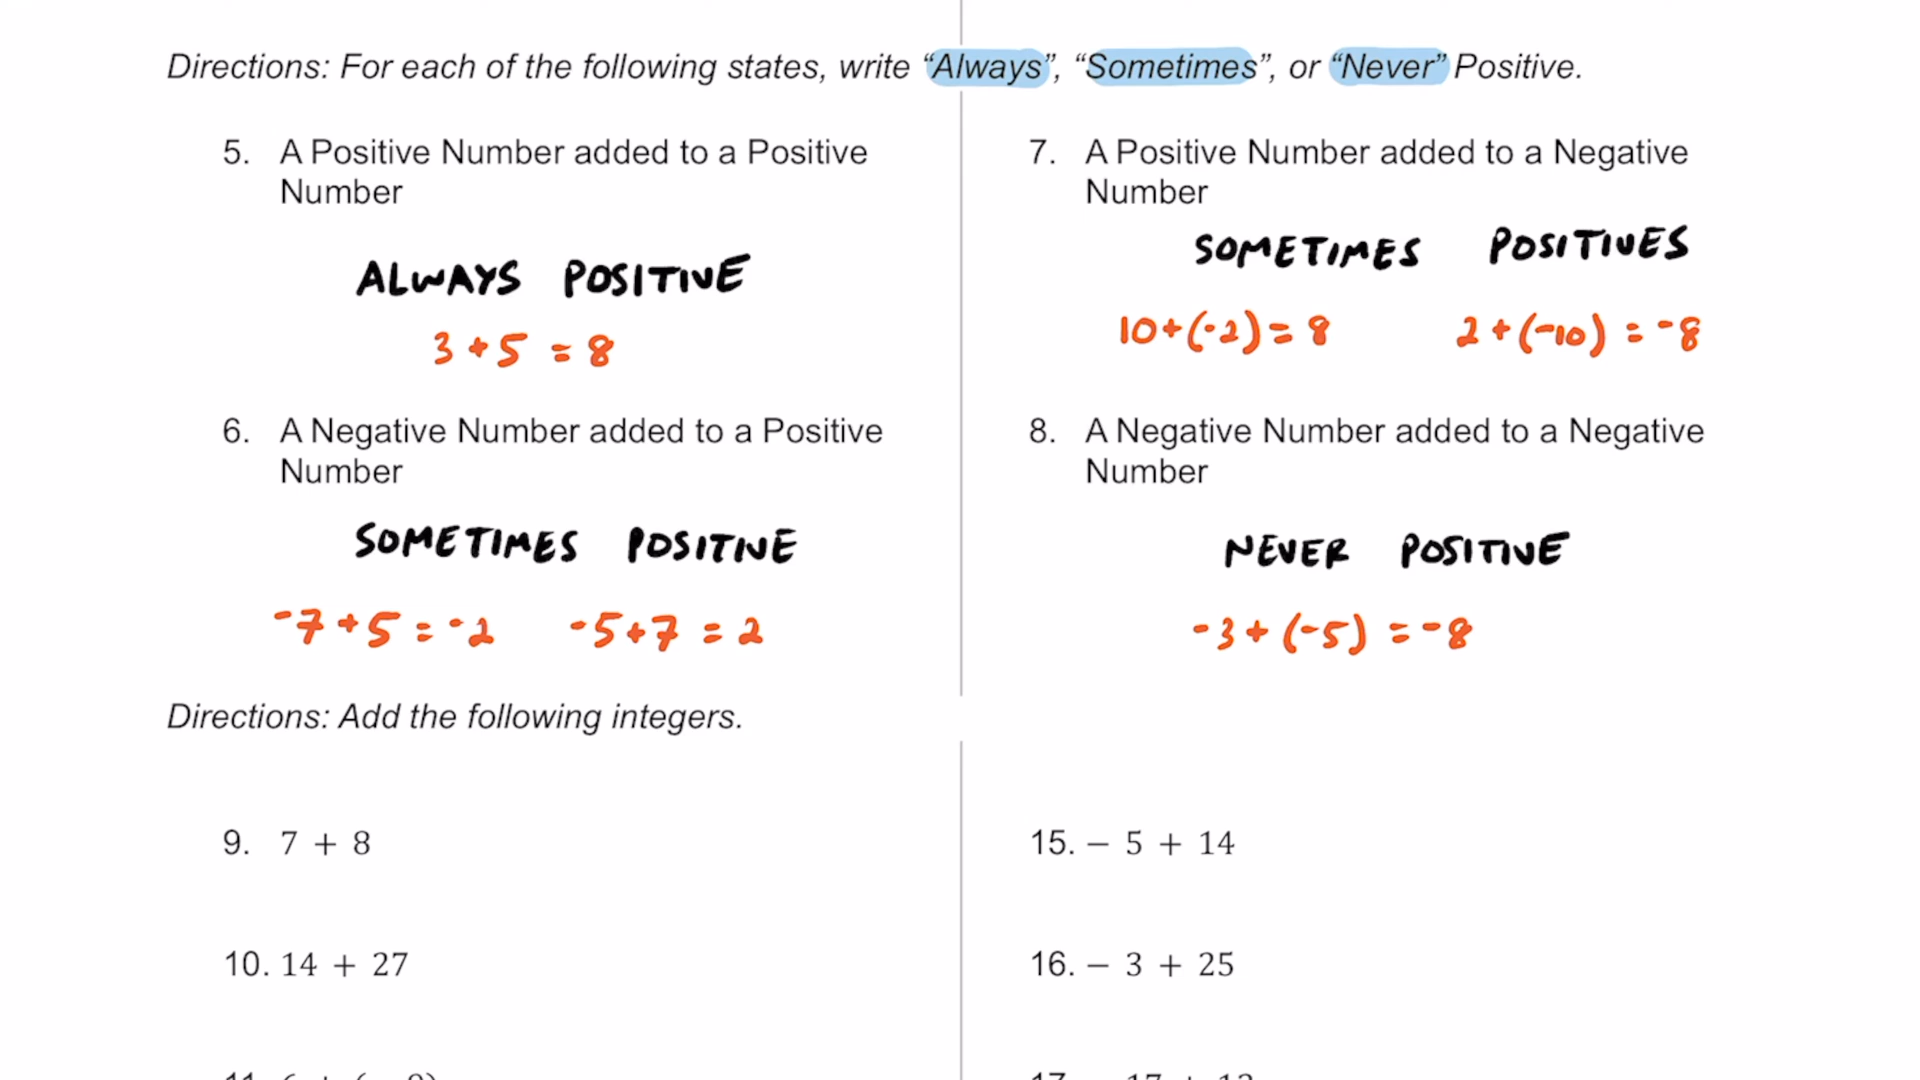 Directions: For each of the following states, write “Always”, “Sometimes”, or “Never” Positive.
5. A Positive Number added to a Positive
Number
ALWAYS POSITIVE
3 + 5 = 8
6. A Negative Number added to a Positive
Number
SOMETIMES POSITIVE
-7 + 5 = -2 -5 + 7 = 2
7. A Positive Number added to a Negative
Number
SOMETIMES POSITIVES
10 + (-2) = 8 2 + (-10) = -8
8. A Negative Number added to a Negative
Number
NEVER POSITIVE
-3 + (-5) = -8
Directions: Add the following integers.
9. 7 + 8
10. 14 + 27
15. − 5 + 14
16. − 3 + 25